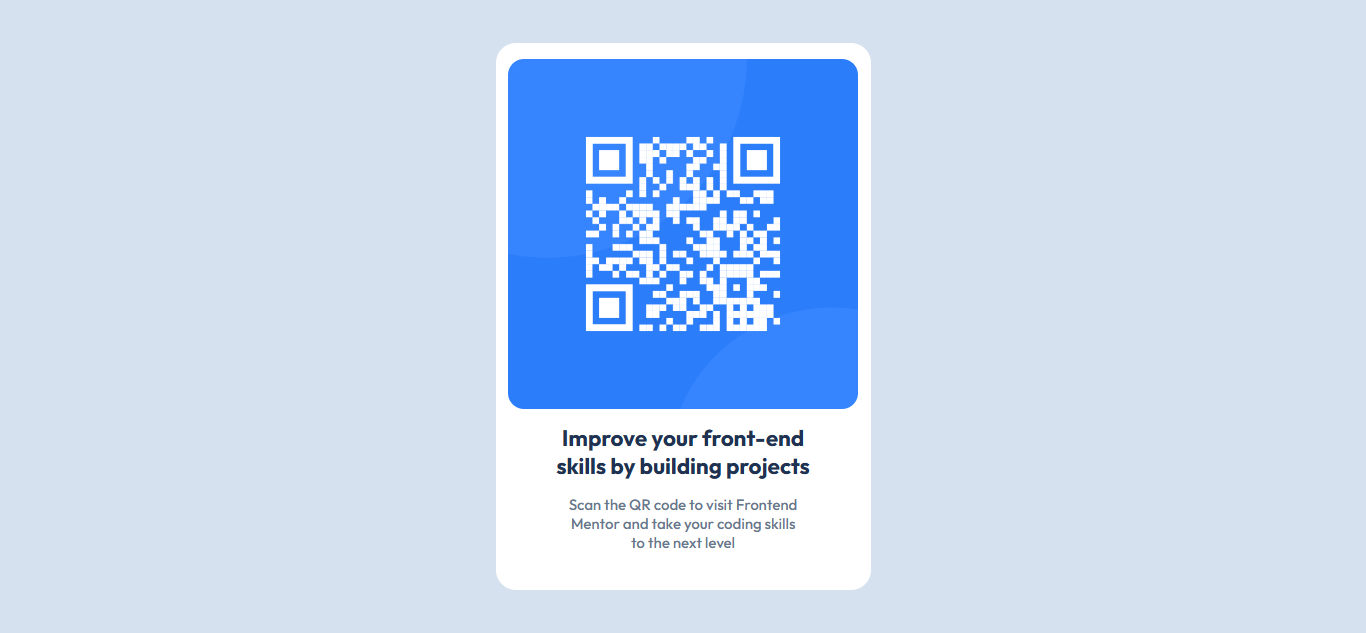 Improve your front-end
skills by building projects
Scan the QR code to visit Frontend
Mentor and take your coding skills
to the next level